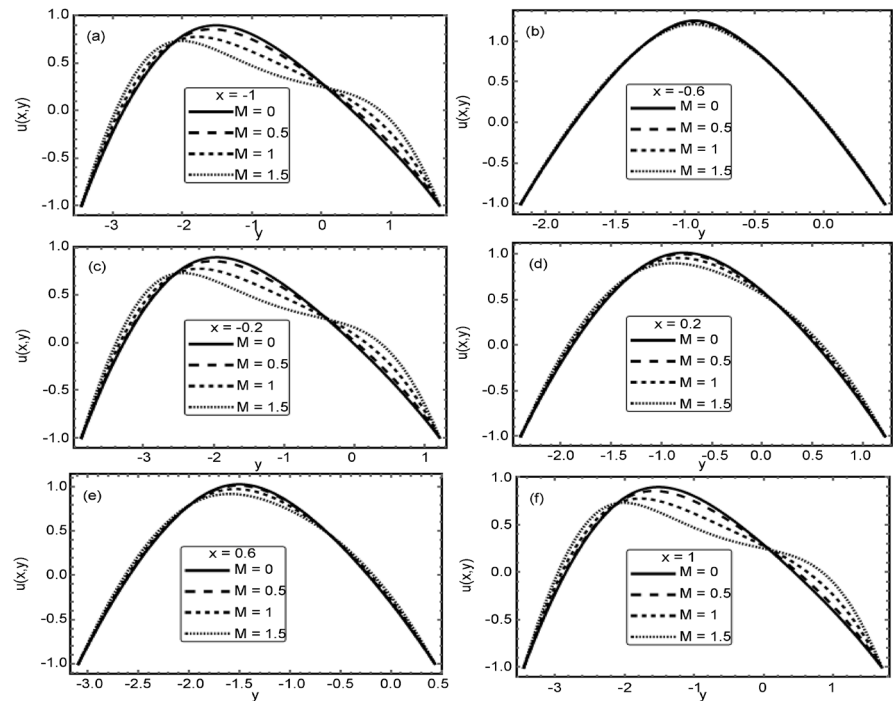 (a)
u(x,y)
1.0
0.5
0.0
-0.5
-1.0
x = -1
M = 0
M = 0.5
M = 1
M = 1.5
-3
-2
-1
0
1
y
(b)
u(x,y)
1.0
0.5
0.0
-0.5
-1.0
x = -0.6
M = 0
M = 0.5
M = 1
M = 1.5
-2.0
-1.5
-1.0
-0.5
0.0
y
(c)
u(x,y)
1.0
0.5
0.0
-0.5
-1.0
x = -0.2
M = 0
M = 0.5
M = 1
M = 1.5
-3
-2
-1
0
1
y
(d)
u(x,y)
1.0
0.5
0.0
-0.5
-1.0
x = 0.2
M = 0
M = 0.5
M = 1
M = 1.5
-2.0
-1.5
-1.0
-0.5
0.0
0.5
1.0
y
(e)
u(x,y)
1.0
0.5
0.0
-0.5
-1.0
x = 0.6
M = 0
M = 0.5
M = 1
M = 1.5
-3.0
-2.5
-2.0
-1.5
-1.0
-0.5
0.0
0.5
y
(f)
u(x,y)
1.0
0.5
0.0
-0.5
-1.0
x = 1
M = 0
M = 0.5
M = 1
M = 1.5
-3
-2
-1
0
1
y